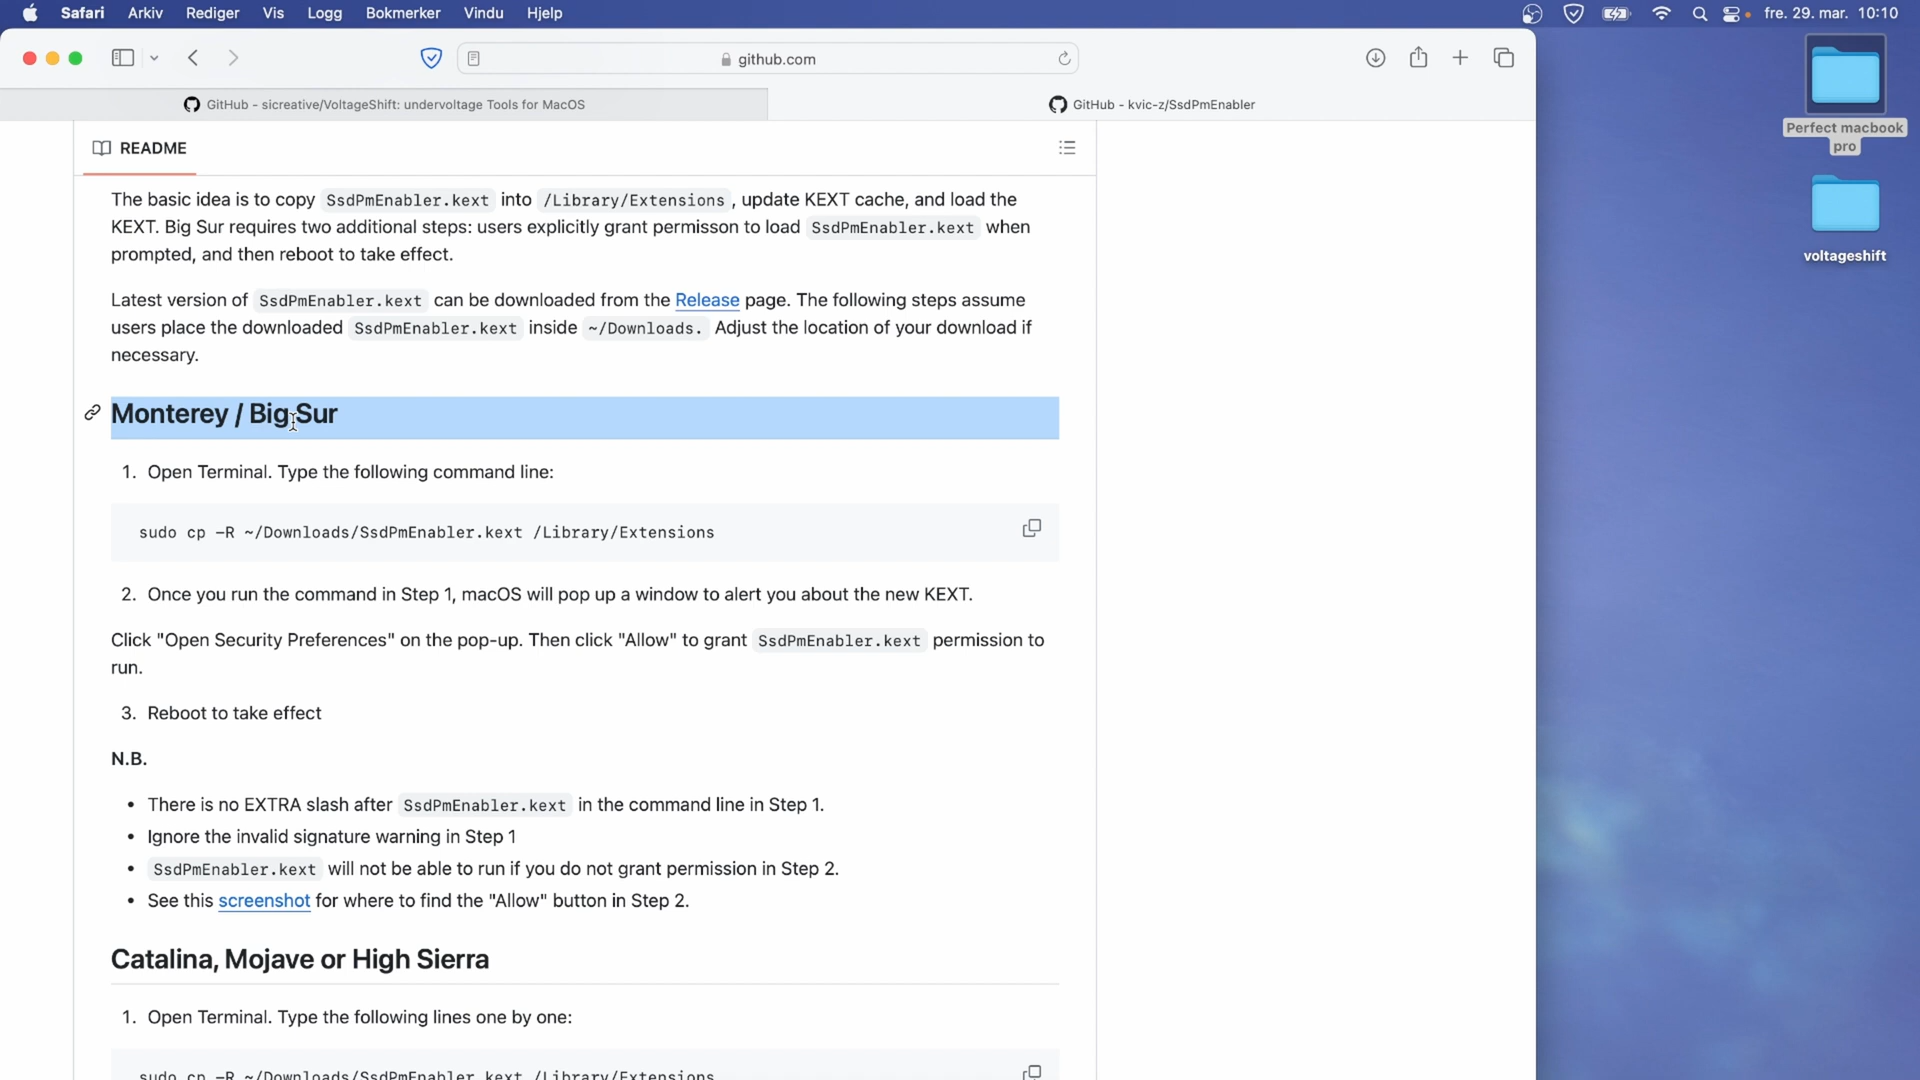 Safari Arkiv Rediger Vis Logg Bokmerker Vindu Hjelp fre. 29. mar. 10:10
github.com
GitHub - sicreative/VoltageShift: undervoltage Tools for MacOS
GitHub - kvic-z/SsdPmEnabler
Perfect macbook
pro
voltageshift
README
The basic idea is to copy SsdPmEnabler.kext into /Library/Extensions , update KEXT cache, and load the
KEXT. Big Sur requires two additional steps: users explicitly grant permisson to load SsdPmEnabler.kext when
prompted, and then reboot to take effect.
Latest version of SsdPmEnabler.kext can be downloaded from the Release page. The following steps assume
users place the downloaded SsdPmEnabler.kext inside ~/Downloads. Adjust the location of your download if
necessary.
Monterey / Big Sur
1. Open Terminal. Type the following command line:
sudo cp -R ~/Downloads/SsdPmEnabler.kext /Library/Extensions
2. Once you run the command in Step 1, macOS will pop up a window to alert you about the new KEXT.
Click "Open Security Preferences" on the pop-up. Then click "Allow" to grant SsdPmEnabler.kext permission to
run.
3. Reboot to take effect
N.B.
• There is no EXTRA slash after SsdPmEnabler.kext in the command line in Step 1.
• Ignore the invalid signature warning in Step 1
• SsdPmEnabler.kext will not be able to run if you do not grant permission in Step 2.
• See this screenshot for where to find the "Allow" button in Step 2.
Catalina, Mojave or High Sierra
1. Open Terminal. Type the following lines one by one:
sudo cp -R ~/Downloads/SsdPmEnabler.kext /Library/Extensions